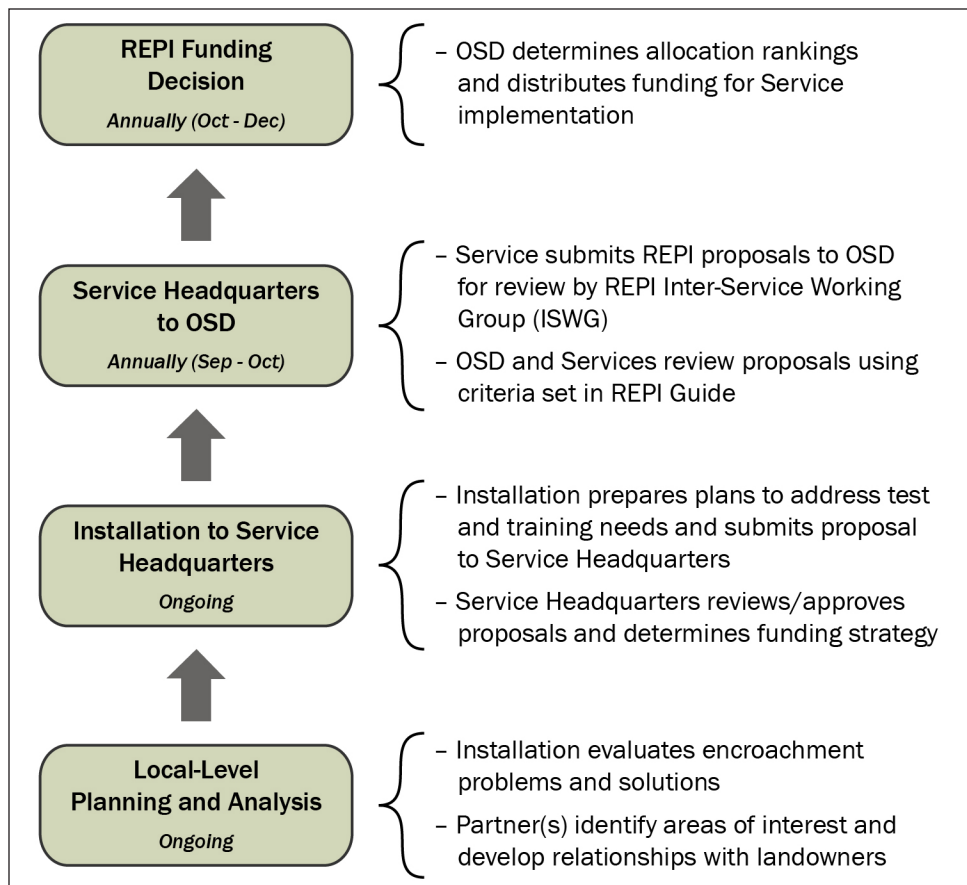 REPI Funding
Decision
Annually (Oct - Dec)
– OSD determines allocation rankings
and distributes funding for Service
implementation
Service Headquarters
to OSD
Annually (Sep - Oct)
– Service submits REPI proposals to OSD
for review by REPI Inter-Service Working
Group (ISWG)
– OSD and Services review proposals using
criteria set in REPI Guide
Installation to Service
Headquarters
Ongoing
– Installation prepares plans to address test
and training needs and submits proposal
to Service Headquarters
– Service Headquarters reviews/approves
proposals and determines funding strategy
Local-Level
Planning and Analysis
Ongoing
– Installation evaluates encroachment
problems and solutions
– Partner(s) identify areas of interest and
develop relationships with landowners